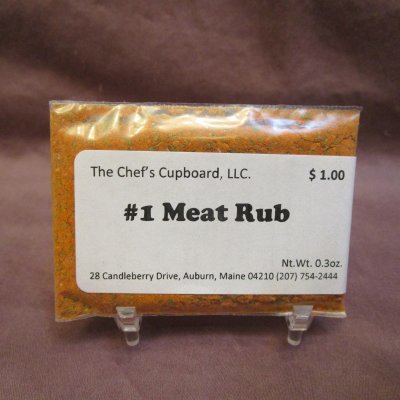 The Chef's Cupboard, LLC. $ 1.00
#1 Meat Rub
Nt.Wt. 0.3oz.
28 Candleberry Drive, Auburn, Maine 04210 (207) 754-2444